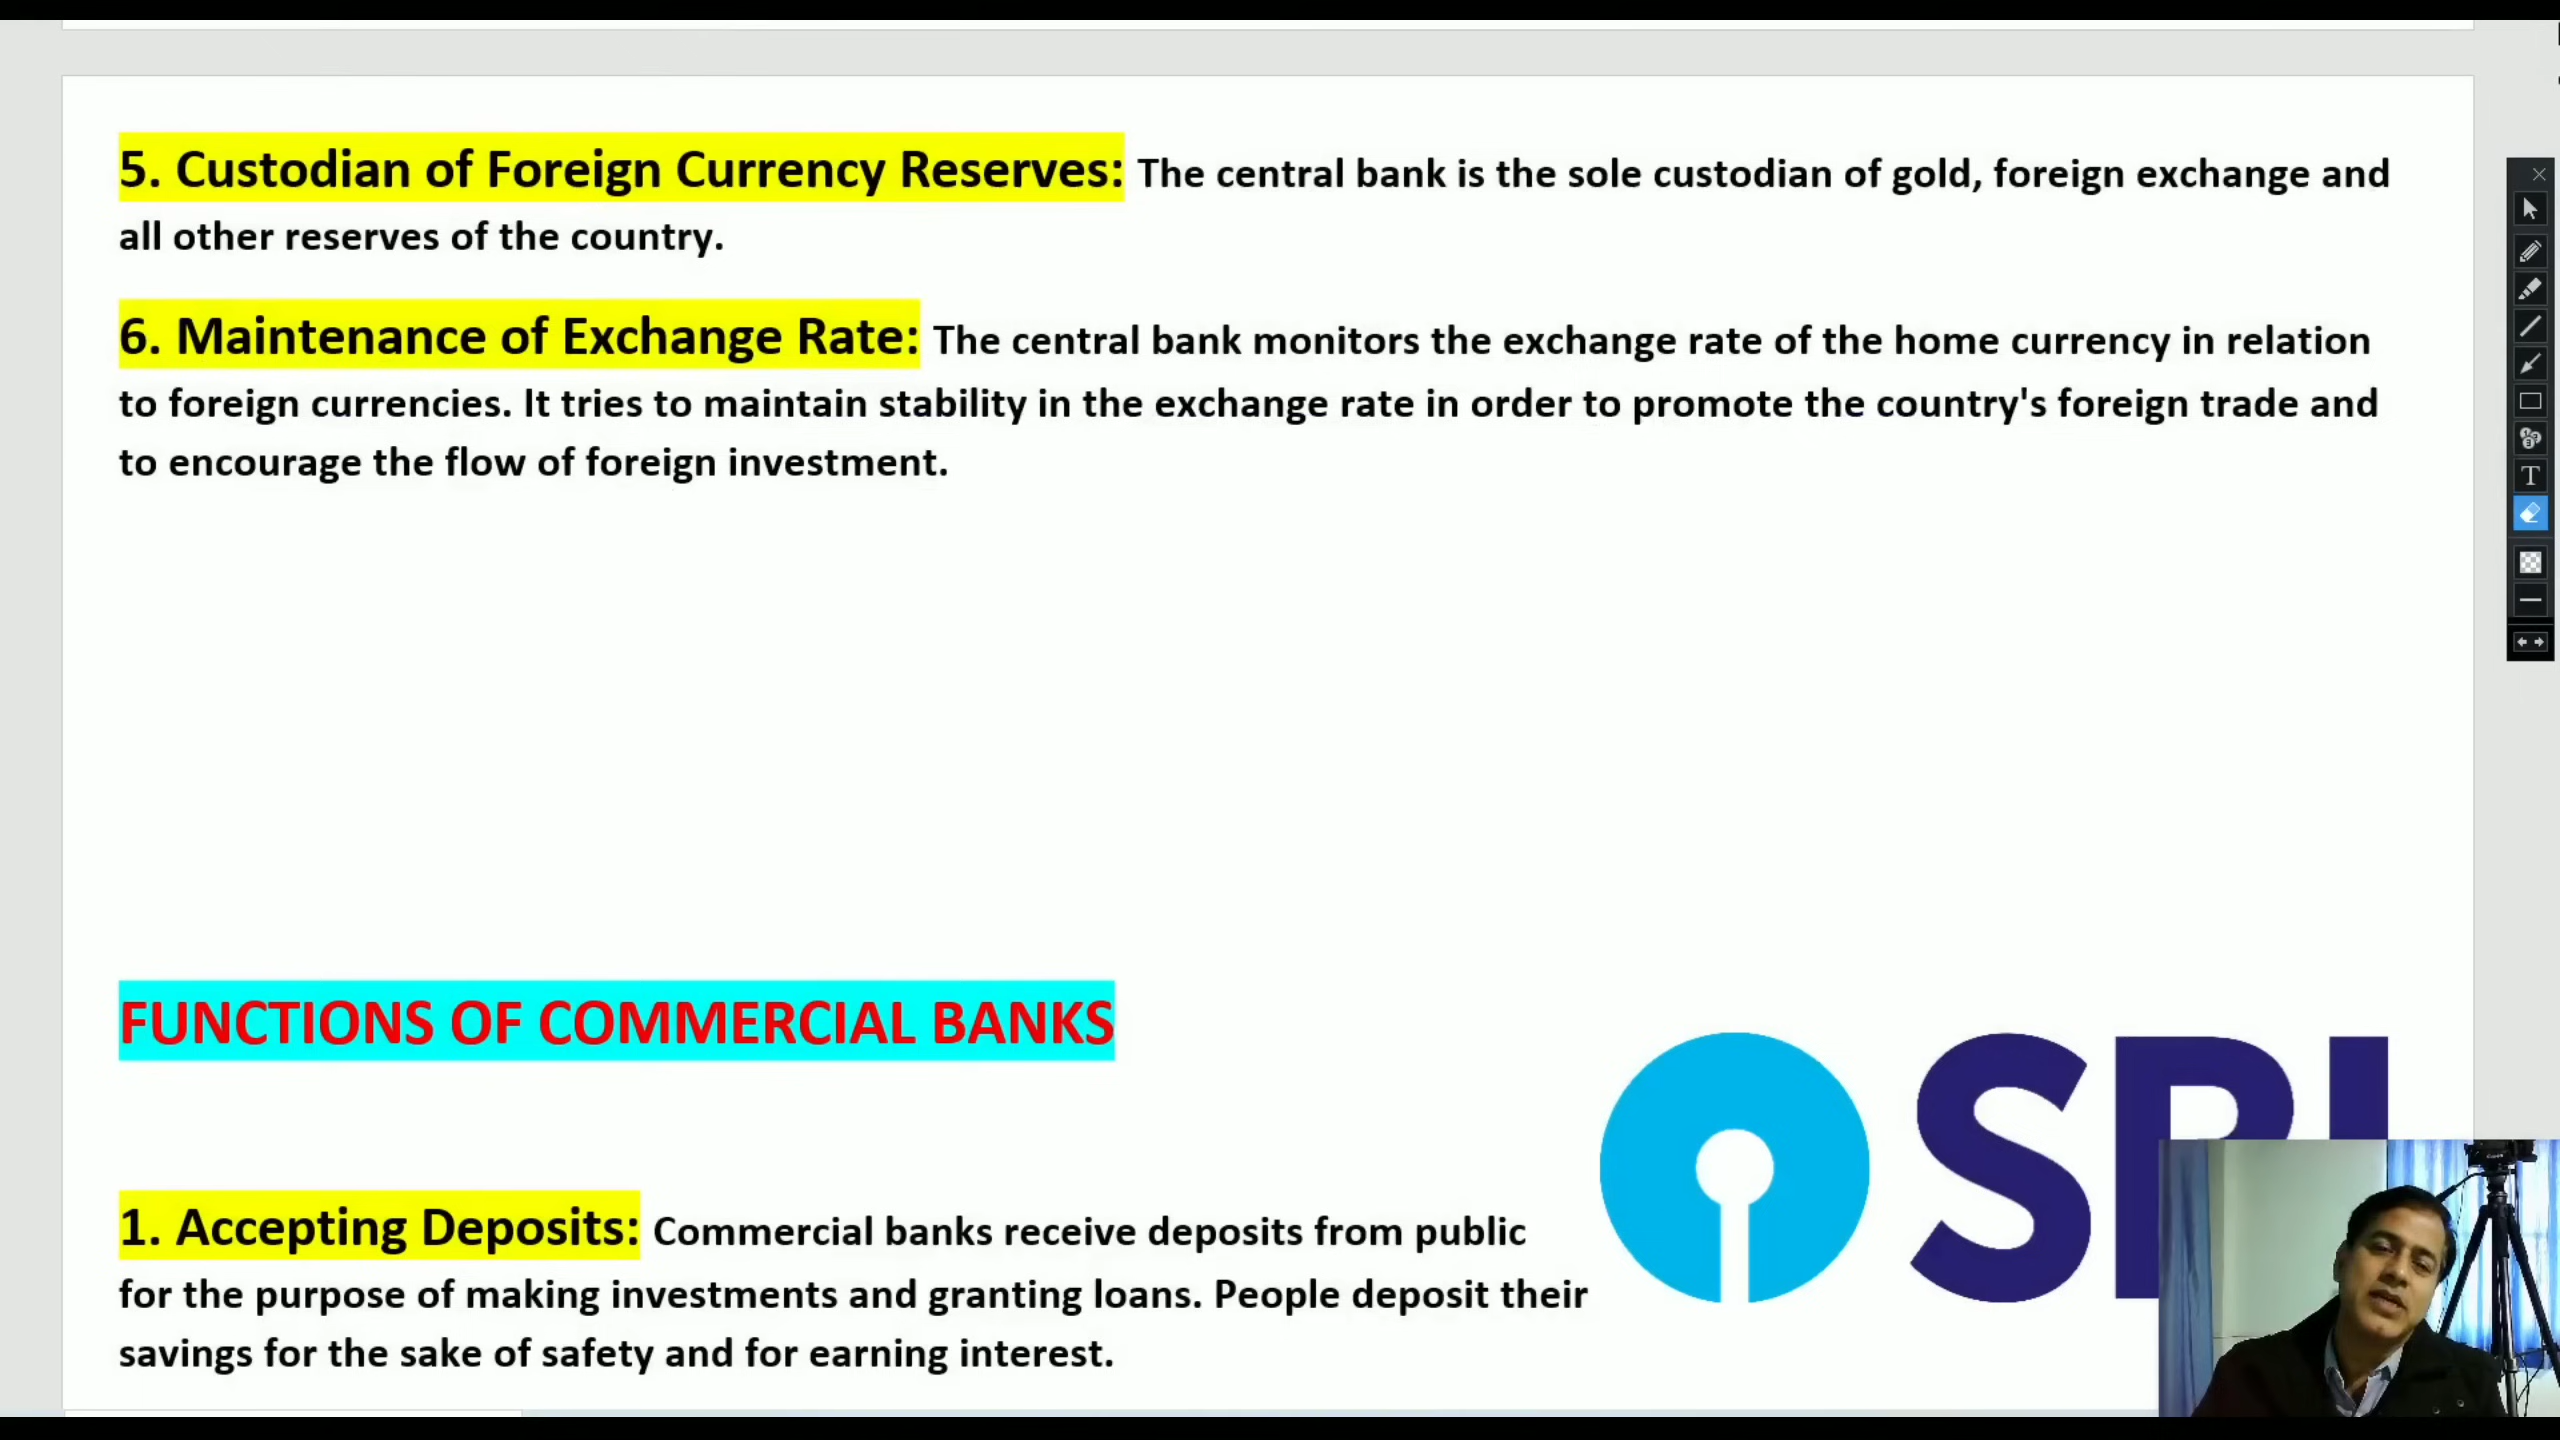 5. Custodian of Foreign Currency Reserves: The central bank is the sole custodian of gold, foreign exchange and
all other reserves of the country.
6. Maintenance of Exchange Rate: The central bank monitors the exchange rate of the home currency in relation
to foreign currencies. It tries to maintain stability in the exchange rate in order to promote the country's foreign trade and
to encourage the flow of foreign investment.
FUNCTIONS OF COMMERCIAL BANKS
SBI
1. Accepting Deposits: Commercial banks receive deposits from public
for the purpose of making investments and granting loans. People deposit their
savings for the sake of safety and for earning interest.
T